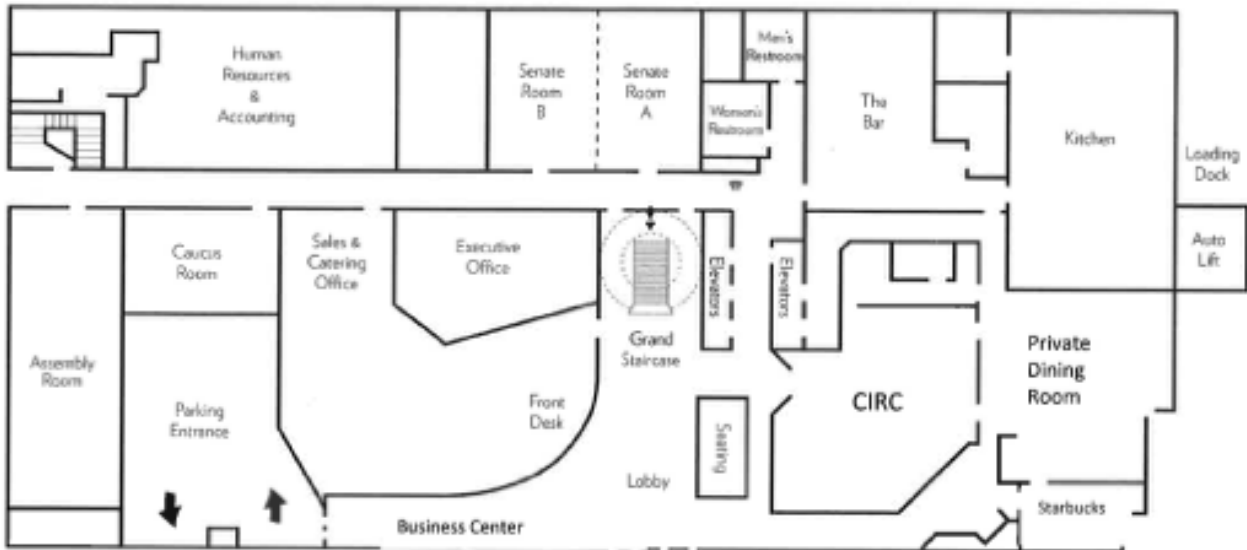 Human
Resources
&
Accounting
Senate
Room
B
Senate
Room
A
Men's
Restroom
Women's
Restroom
The
Bar
Kitchen
Loading
Dock
Auto
Lift
Caucus
Room
Sales &
Catering
Office
Executive
Office
Elevators
Elevators
Grand
Staircase
Assembly
Room
Parking
Entrance
Front
Desk
Seating
CIRC
Private
Dining
Room
Lobby
Business Center
Starbucks